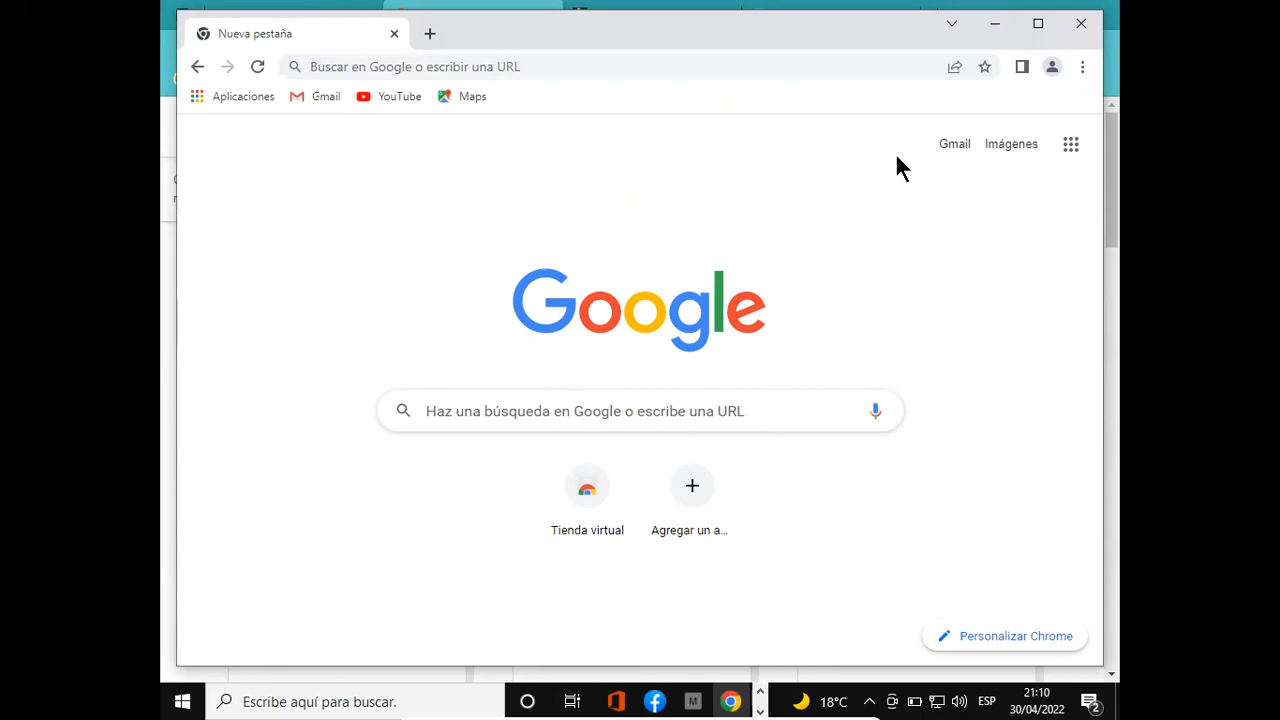 Nueva pestaña
Buscar en Google o escribir una URL
Aplicaciones Gmail YouTube Maps
Gmail Imágenes
Google
Haz una búsqueda en Google o escribe una URL
Tienda virtual Agregar un a...
Personalizar Chrome
Escribe aquí para buscar. M 18°C ESP 21:10
30/04/2022 2